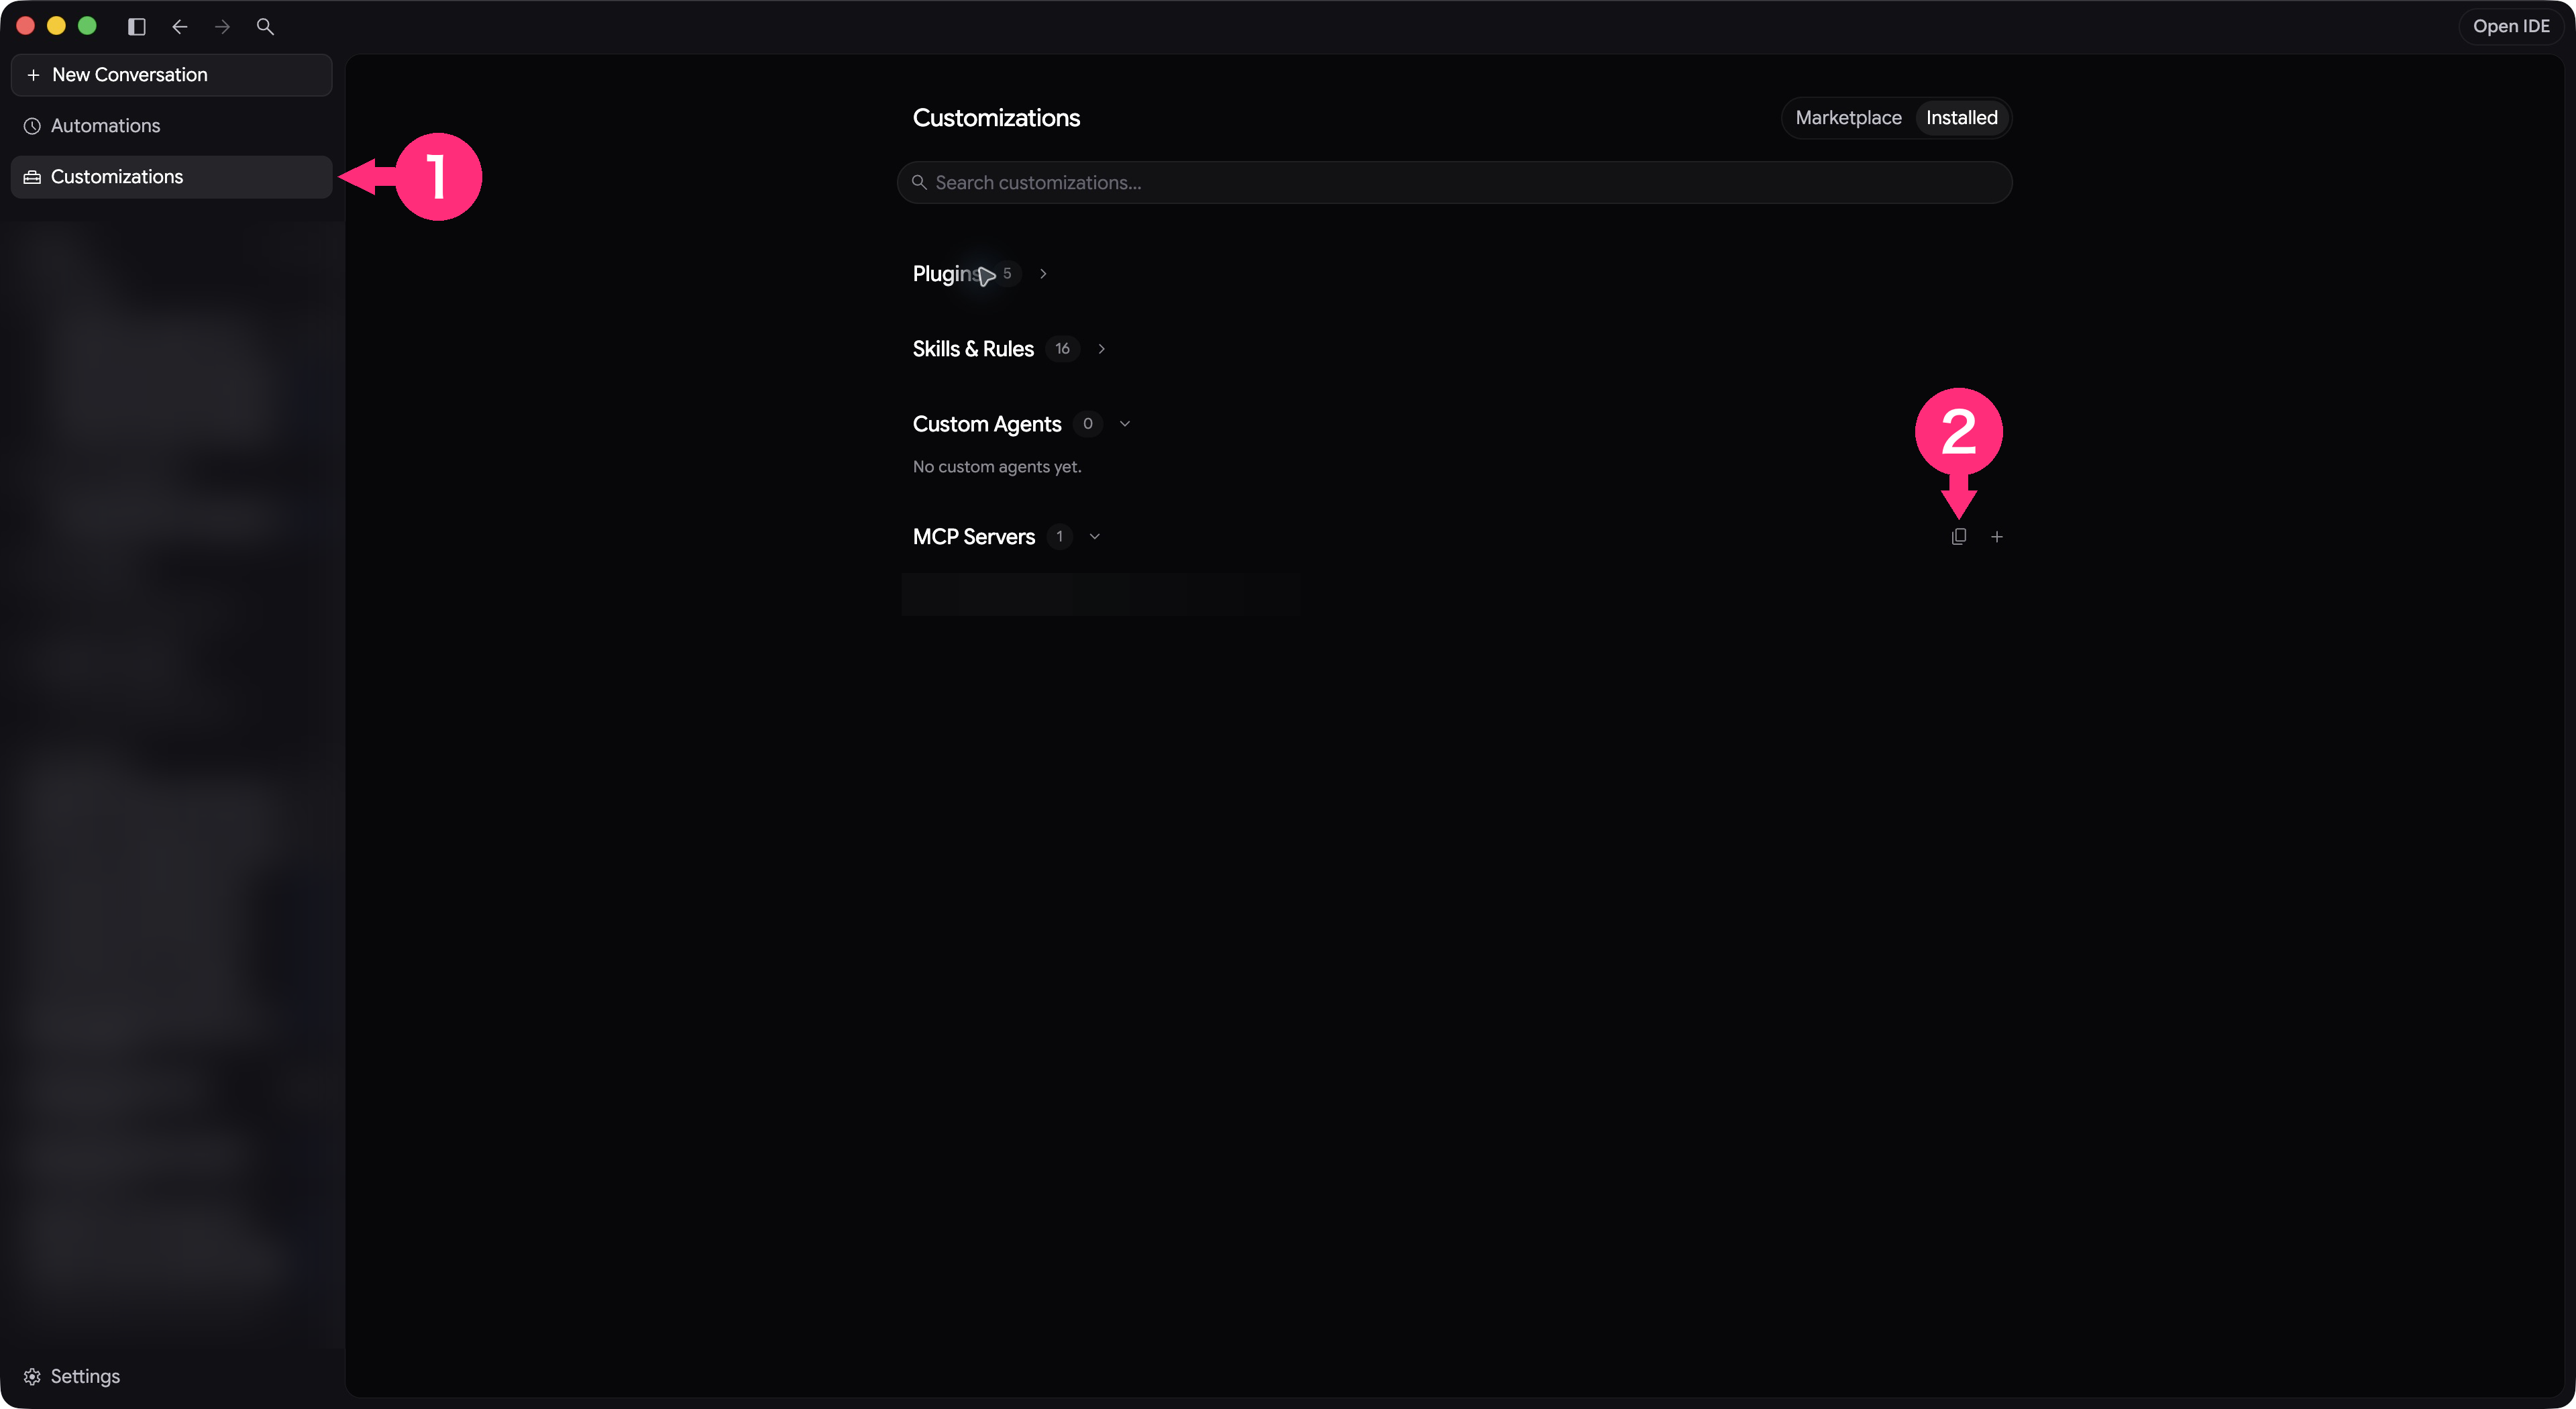 Open IDE
New Conversation
Automations
Customizations
1
Customizations
Marketplace
Installed
Search customizations...
Plugins 5
Skills & Rules 16
Custom Agents 0
No custom agents yet.
2
MCP Servers 1
Settings